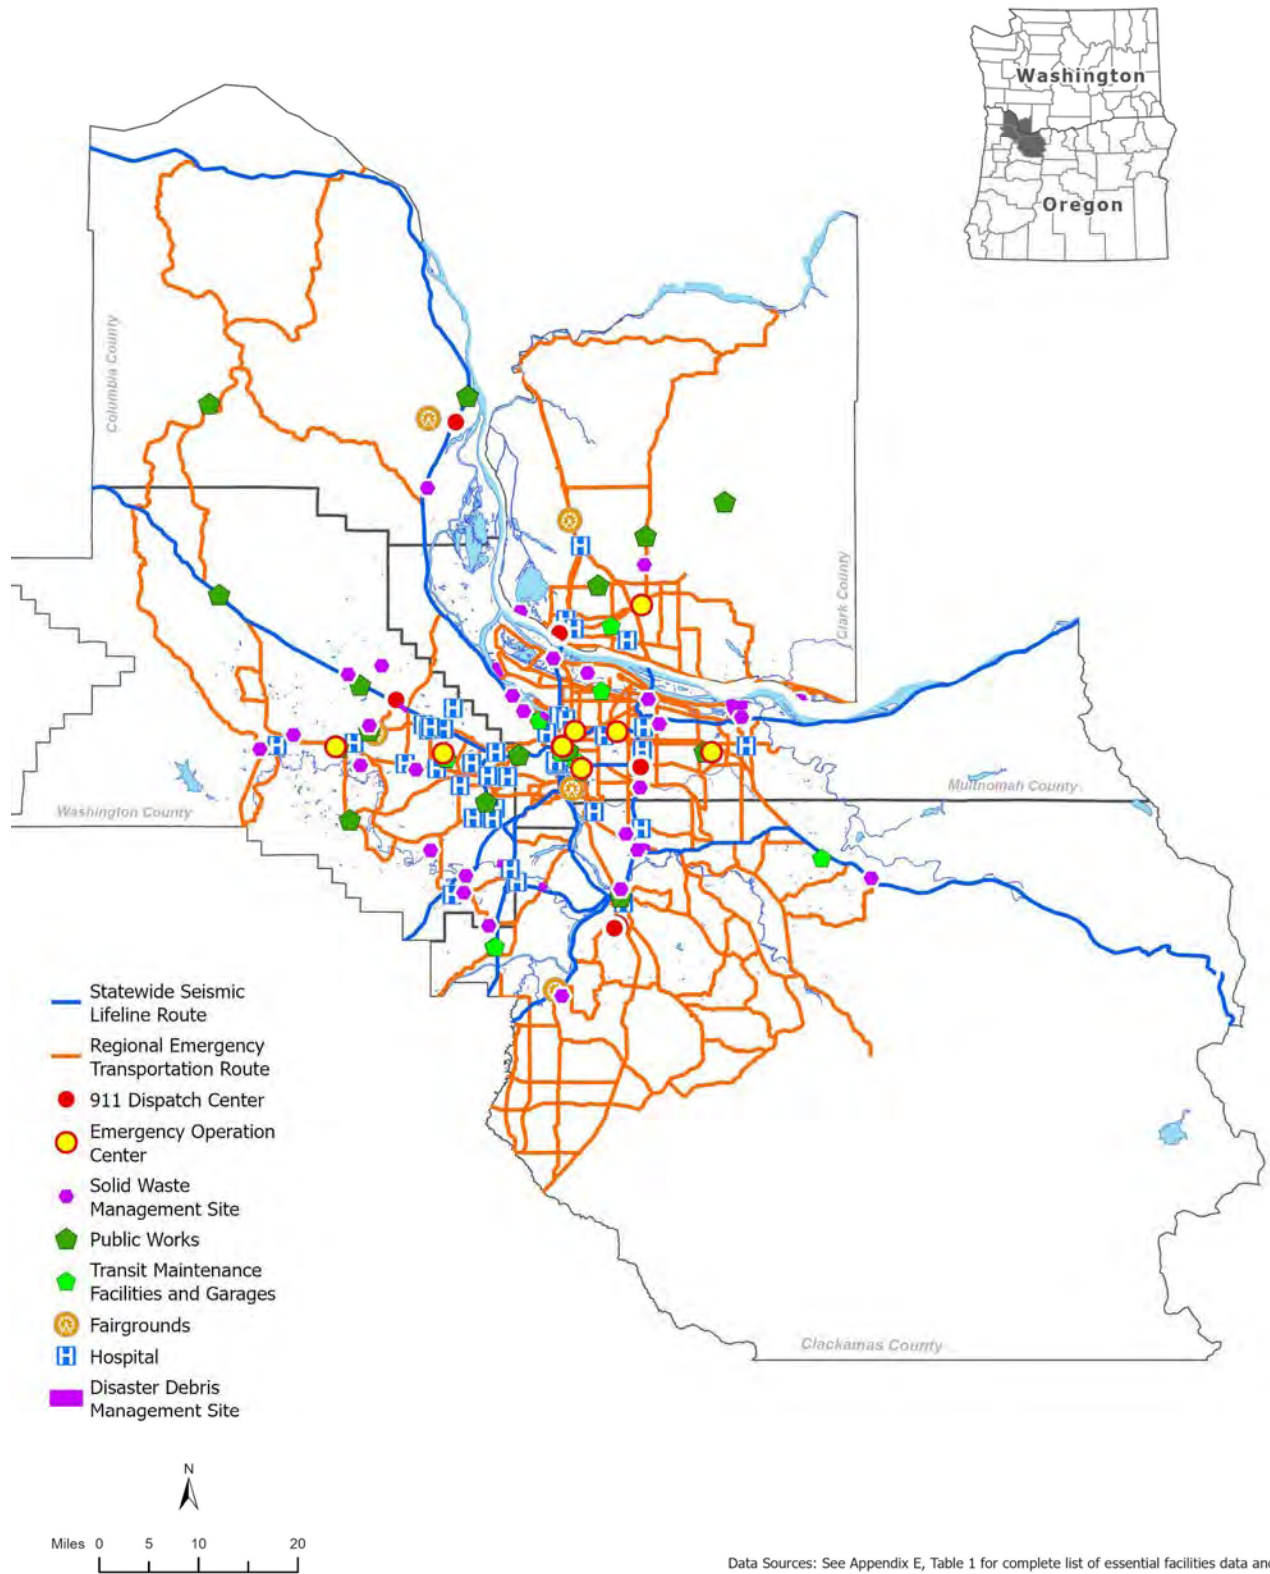 Washington
Oregon
Columbia County
Clark County
Multnomah County
Washington County
Statewide Seismic
Lifeline Route
Regional Emergency
Transportation Route
911 Dispatch Center
Emergency Operation
Center
Solid Waste
Management Site
Public Works
Transit Maintenance
Facilities and Garages
Fairgrounds
H Hospital
Disaster Debris
Management Site
Clackamas County
N
Miles 0 5 10 20
Data Sources: See Appendix E, Table 1 for complete list of essential facilities data an